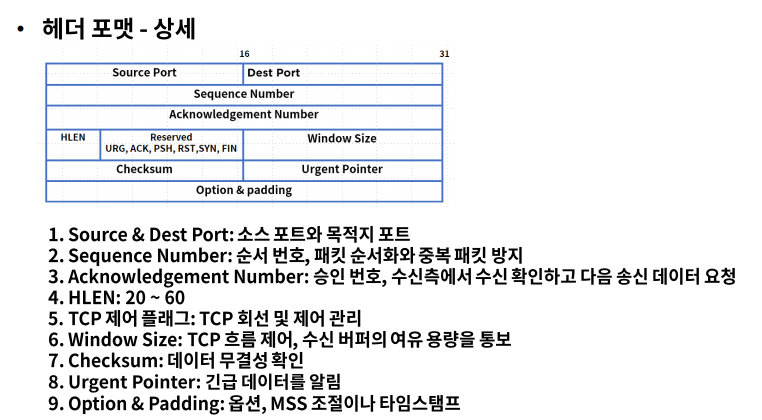 • 헤더 포맷 - 상세
16 31
Source Port Dest Port
Sequence Number
Acknowledgement Number
HLEN Reserved Window Size
URG, ACK, PSH, RST,SYN, FIN
Checksum Urgent Pointer
Option & padding
1. Source & Dest Port: 소스 포트와 목적지 포트
2. Sequence Number: 순서 번호, 패킷 순서화와 중복 패킷 방지
3. Acknowledgement Number: 승인 번호, 수신측에서 수신 확인하고 다음 송신 데이터 요청
4. HLEN: 20 ~ 60
5. TCP 제어 플래그: TCP 회선 및 제어 관리
6. Window Size: TCP 흐름 제어, 수신 버퍼의 여유 용량을 통보
7. Checksum: 데이터 무결성 확인
8. Urgent Pointer: 긴급 데이터를 알림
9. Option & Padding: 옵션, MSS 조절이나 타임스탬프